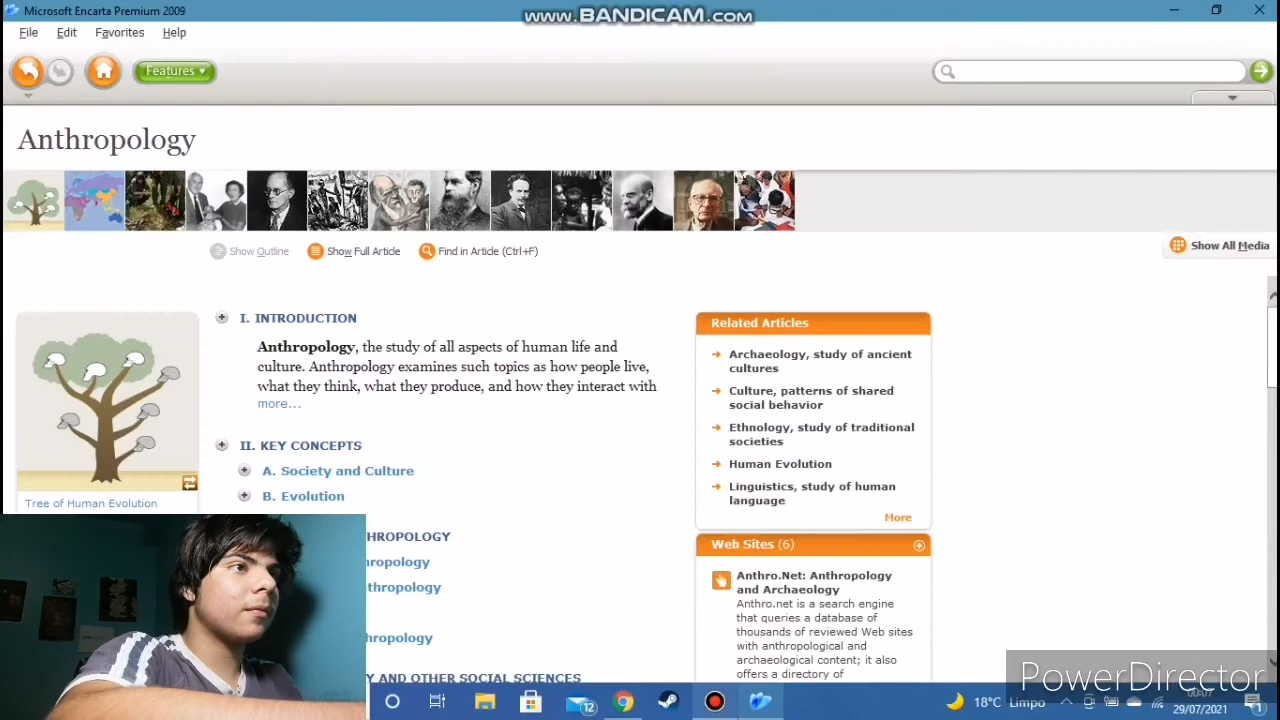 Microsoft Encarta Premium 2009
www.BANDICAM.com
File Edit Favorites Help
Features
Anthropology
Show Outline Show Full Article Find in Article (Ctrl+F)
Show All Media
I. INTRODUCTION
Anthropology, the study of all aspects of human life and
culture. Anthropology examines such topics as how people live,
what they think, what they produce, and how they interact with
more...
II. KEY CONCEPTS
A. Society and Culture
B. Evolution
Tree of Human Evolution
HROPOLOGY
hropology
thropology
hropology
Y AND OTHER SOCIAL SCIENCES
Related Articles
Archaeology, study of ancient
cultures
Culture, patterns of shared
social behavior
Ethnology, study of traditional
societies
Human Evolution
Linguistics, study of human
language
More
Web Sites (6)
Anthro.Net: Anthropology
and Archaeology
Anthro.net is a search engine
that queries a database of
thousands of reviewed Web sites
with anthropological and
archaeological content; it also
offers a directory of
PowerDirector
12
18°C Limpo
00:07
29/07/2021
1